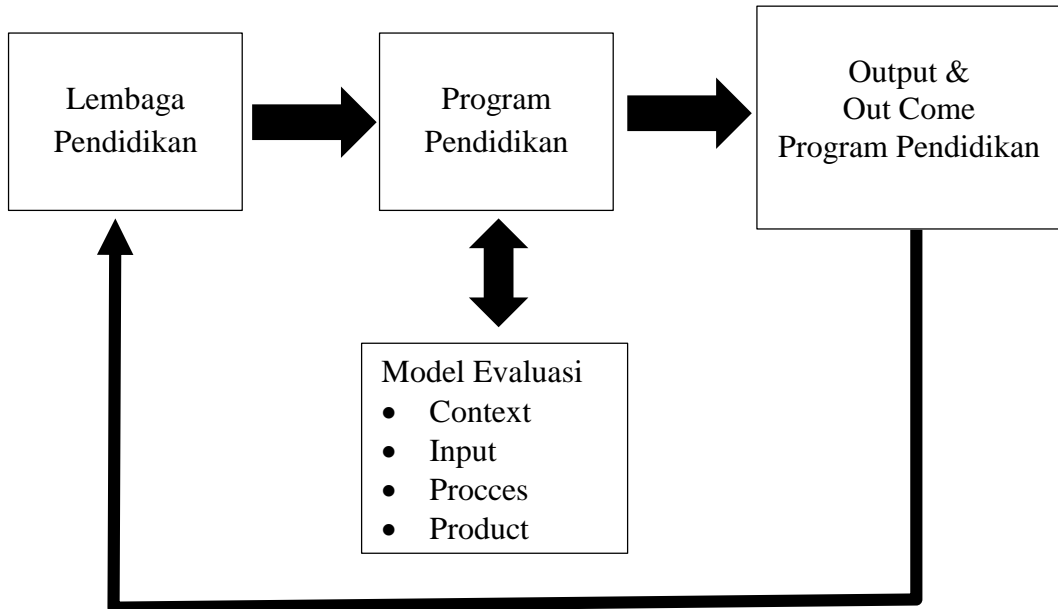 Lembaga
Pendidikan
Program
Pendidikan
Output &
Out Come
Program Pendidikan
Model Evaluasi
• Context
• Input
• Procces
• Product